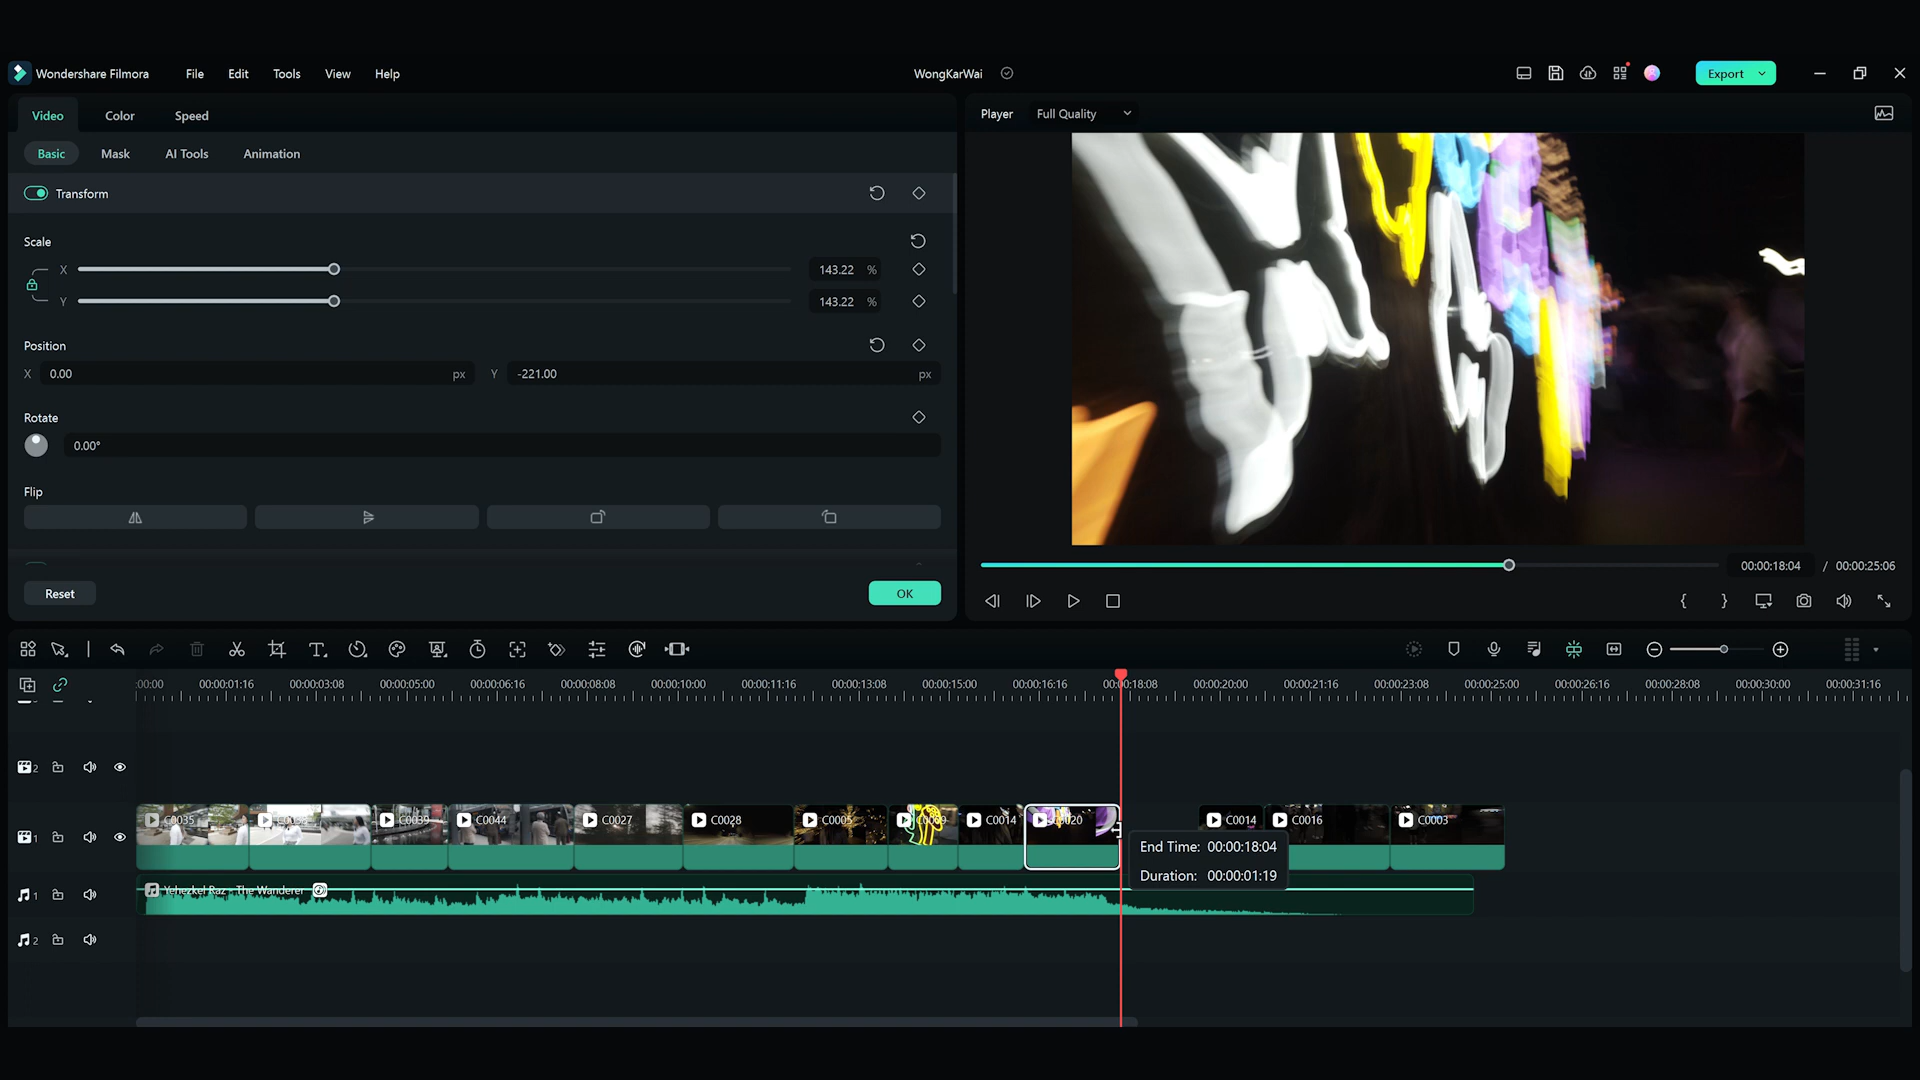 Wondershare Filmora File Edit Tools View Help WongKarWai Export
Video Color Speed
Player Full Quality
Basic Mask AI Tools Animation
Transform
Scale
X 143.22 %
Y 143.22 %
Position
X 0.00 px Y -221.00 px
Rotate
0.00°
Flip
Reset OK
00:00:18:04 / 00:00:25:06
:00:00 00:00:01:16 00:00:03:08 00:00:05:00 00:00:06:16 00:00:08:08 00:00:10:00 00:00:11:16 00:00:13:08 00:00:15:00 00:00:16:16 00:00:18:08 00:00:20:00 00:00:21:16 00:00:23:08 00:00:25:00 00:00:26:16 00:00:28:08 00:00:30:00 00:00:31:16
2
C0035 C0039 C0044 C0027 C0028 C0005 C0014 C0020 C0014 C0016 C0003
1
End Time: 00:00:18:04
Duration: 00:00:01:19
1 Yehezkel Raz - The Wanderer
2